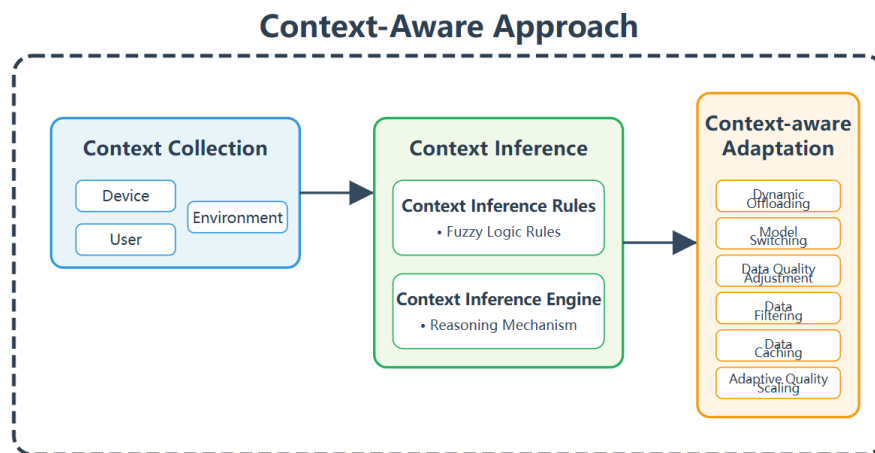 Context-Aware Approach
Context Collection
Device
Environment
User
Context Inference
Context Inference Rules
• Fuzzy Logic Rules
Context Inference Engine
• Reasoning Mechanism
Context-aware
Adaptation
Dynamic
Offloading
Model
Switching
Data Quality
Adjustment
Data
Filtering
Data
Caching
Adaptive Quality
Scaling